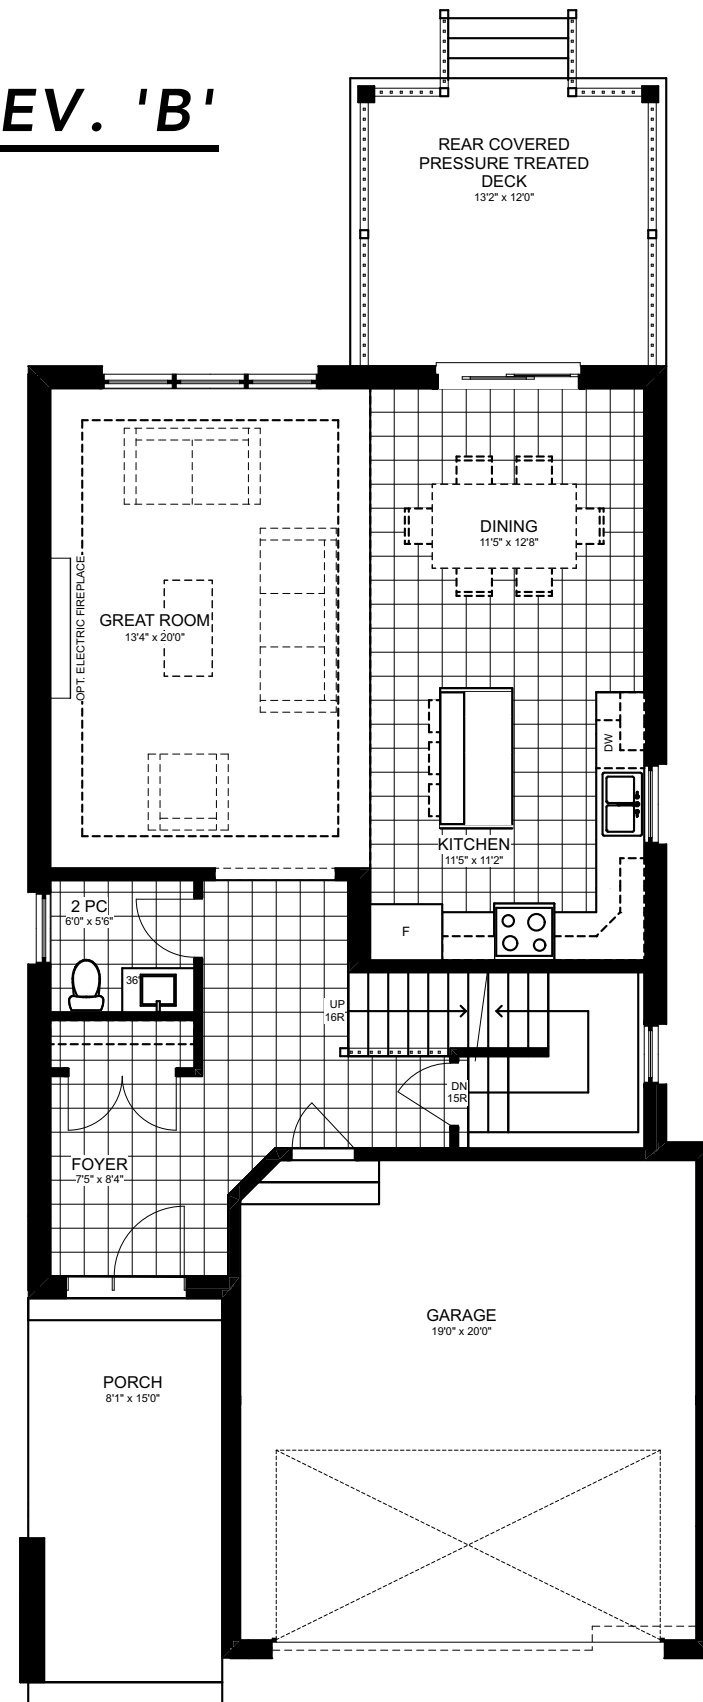 EV. 'B'
REAR COVERED
PRESSURE TREATED
DECK
13'2" x 12'0"
DINING
11'5" x 12'8"
OPT. ELECTRIC FIREPLACE
GREAT ROOM
13'4" x 20'0"
DW
KITCHEN
11'5" x 11'2"
F
2 PC
6'0" x 5'6"
36"
UP
16R
DN
15R
FOYER
7'5" x 8'4"
GARAGE
19'0" x 20'0"
PORCH
8'1" x 15'0"